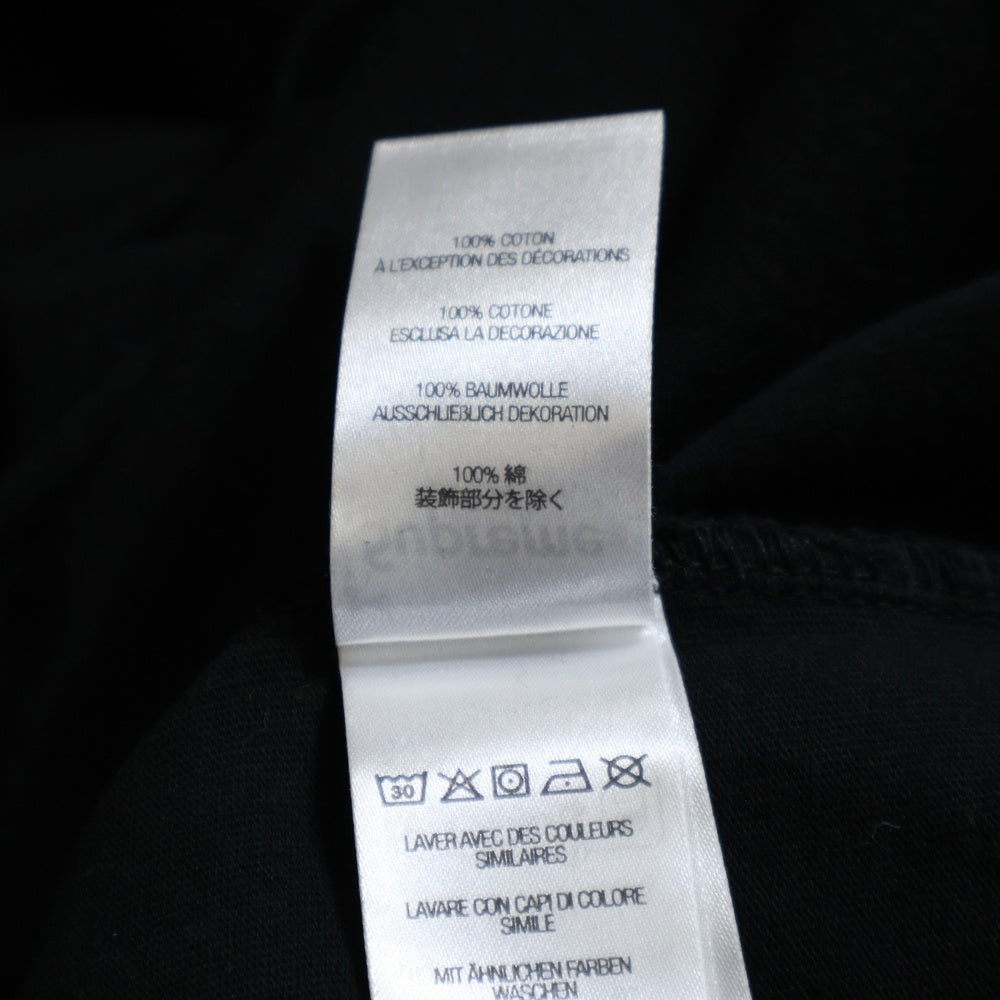 100% COTON
À L'EXCEPTION DES DÉCORATIONS
100% COTONE
ESCLUSA LA DECORAZIONE
100% BAUMWOLLE
AUSSCHLIEßLICH DEKORATION
100% 綿
装飾部分を除く
Supreme
30
LAVER AVEC DES COULEURS
SIMILAIRES
LAVARE CON CAPI DI COLORE
SIMILE
MIT ÄHNLICHEN FARBEN
WASCHEN